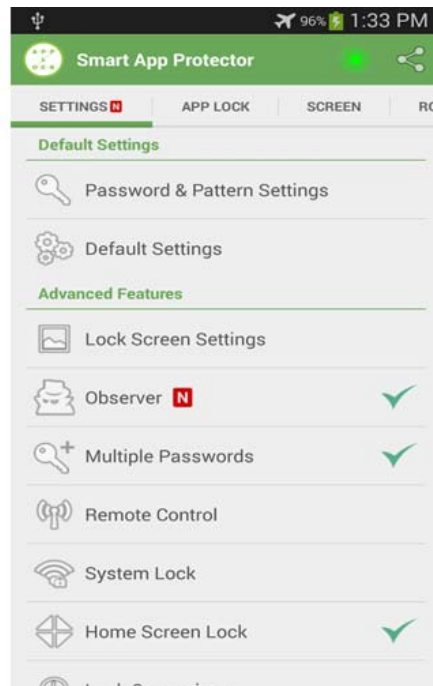 96% 1:33 PM
Smart App Protector
SETTINGS N APP LOCK SCREEN
Default Settings
Password & Pattern Settings
Default Settings
Advanced Features
Lock Screen Settings
Observer N
Multiple Passwords
Remote Control
System Lock
Home Screen Lock